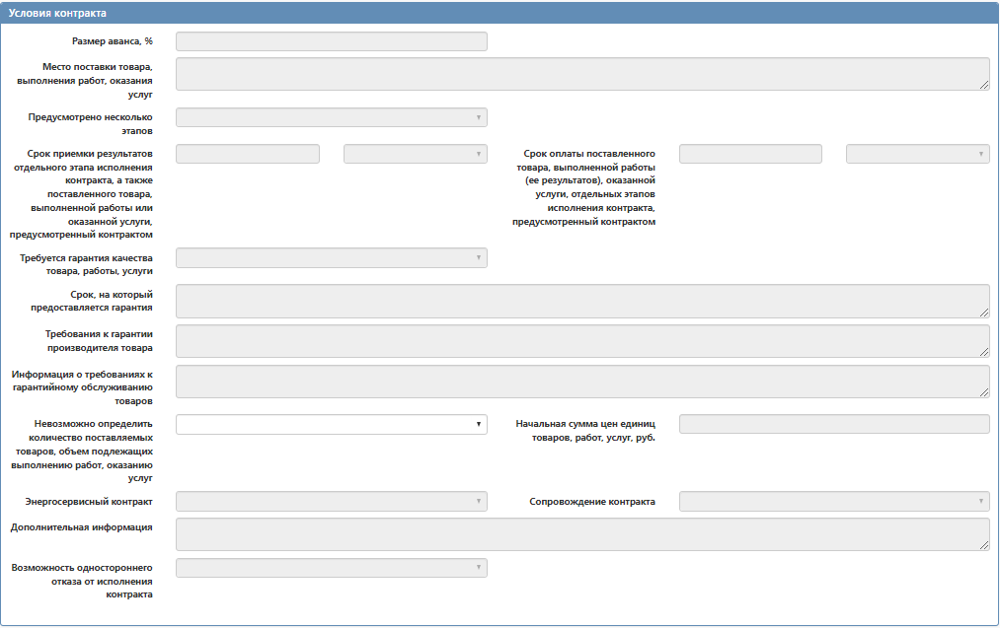 Условия контракта
Размер аванса, %
Место поставки товара,
выполнения работ, оказания
услуг
Предусмотрено несколько
этапов
Срок приемки результатов
отдельного этапа исполнения
контракта, а также
поставленного товара,
выполненной работы или
оказанной услуги,
предусмотренный контрактом
Срок оплаты поставленного
товара, выполненной работы
(ее результатов), оказанной
услуги, отдельных этапов
исполнения контракта,
предусмотренный контрактом
Требуется гарантия качества
товара, работы, услуги
Срок, на который
предоставляется гарантия
Требования к гарантии
производителя товара
Информация о требованиях к
гарантийному обслуживанию
товаров
Невозможно определить
количество поставляемых
товаров, объем подлежащих
выполнению работ, оказанию
услуг
Начальная сумма цен единиц
товаров, работ, услуг, руб.
Энергосервисный контракт
Сопровождение контракта
Дополнительная информация
Возможность одностороннего
отказа от исполнения
контракта